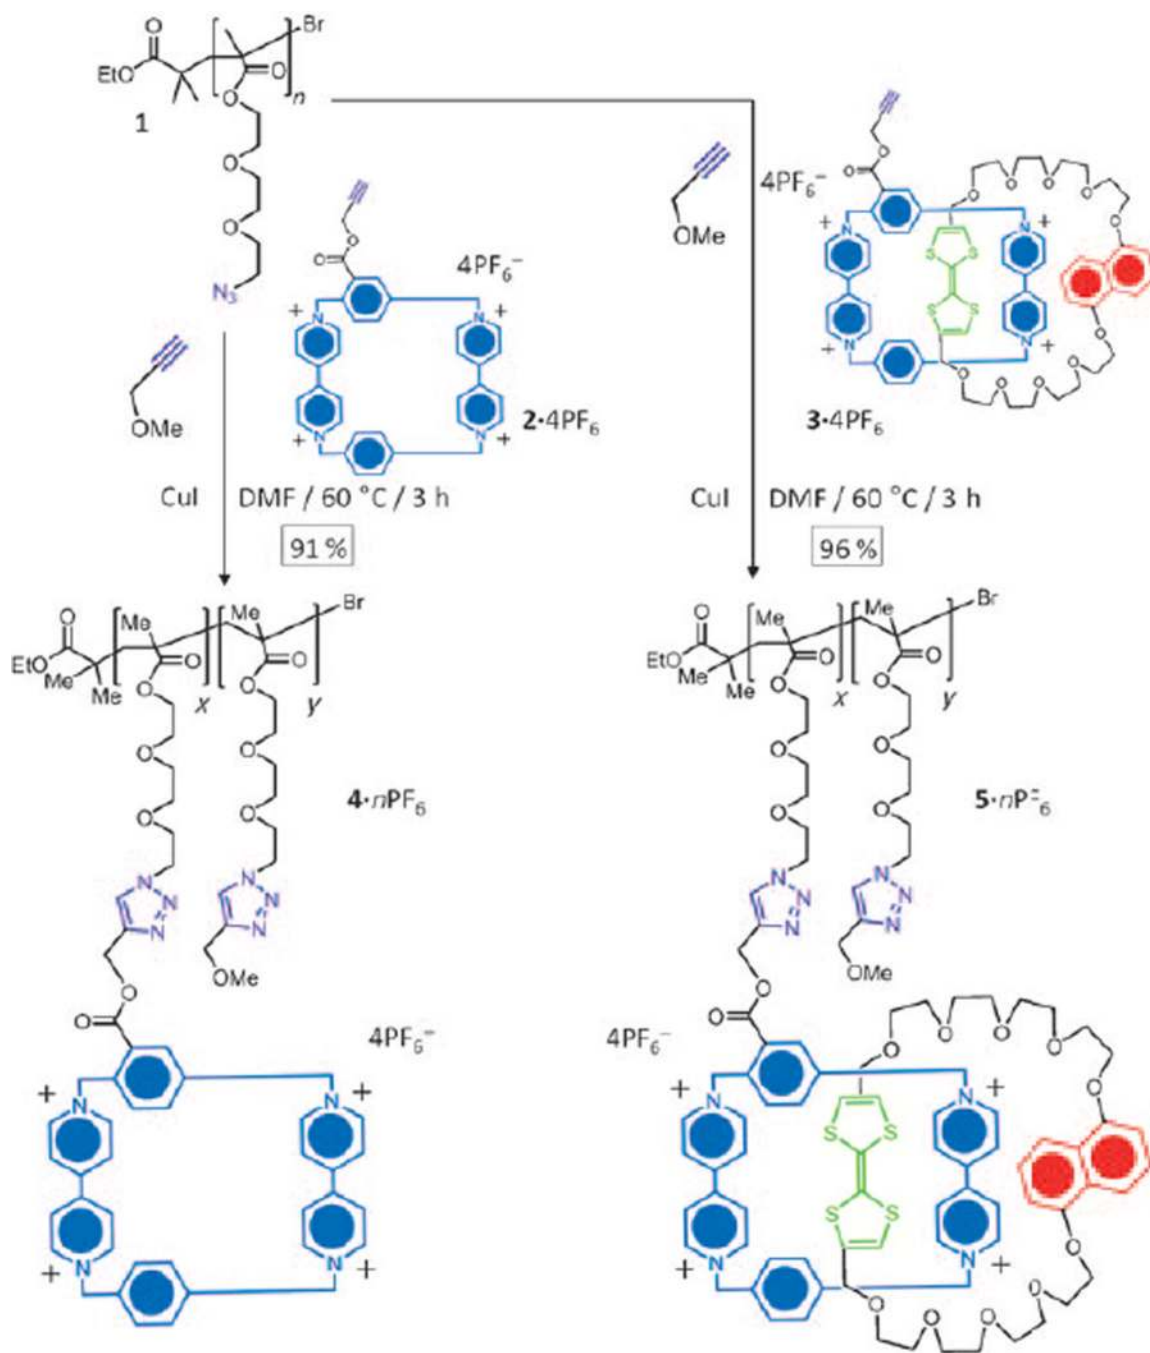 O
EtO
Br
O
O
n
1
O
O
N₃
OMe
O
O
4PF₆⁻
+
+
N
N
N
N
+
+
2·4PF₆
CuI
DMF / 60 °C / 3 h
91 %
OMe
O
O
4PF₆⁻
O
O
O
O
O
O
+
+
N
N
S
S
S
S
N
N
+
+
O
O
O
O
O
O
3·4PF₆
CuI
DMF / 60 °C / 3 h
96 %
O
EtO
Me
Me
Me
Me
Br
O
O
O
O
x
y
O
O
O
O
4·nPF₆
N
N
N
N
N
N
OMe
O
O
4PF₆⁻
+
+
N
N
N
N
+
+
O
EtO
Me
Me
Me
Me
Br
O
O
O
O
x
y
O
O
O
O
N
N
N
N
N
N
OMe
O
O
4PF₆⁻
O
O
O
O
O
O
+
+
N
N
S
S
S
S
N
N
+
+
O
O
O
O
O
O